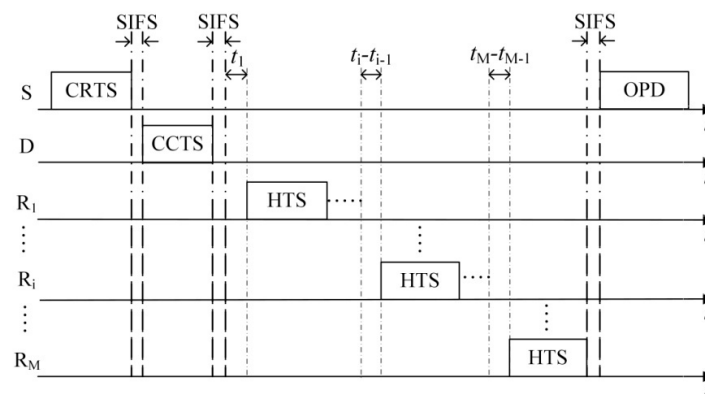 SIFS SIFS SIFS
t1 ti-ti-1 tM-tM-1
S CRTS OPD
D CCTS
R1 HTS
Ri HTS
RM HTS